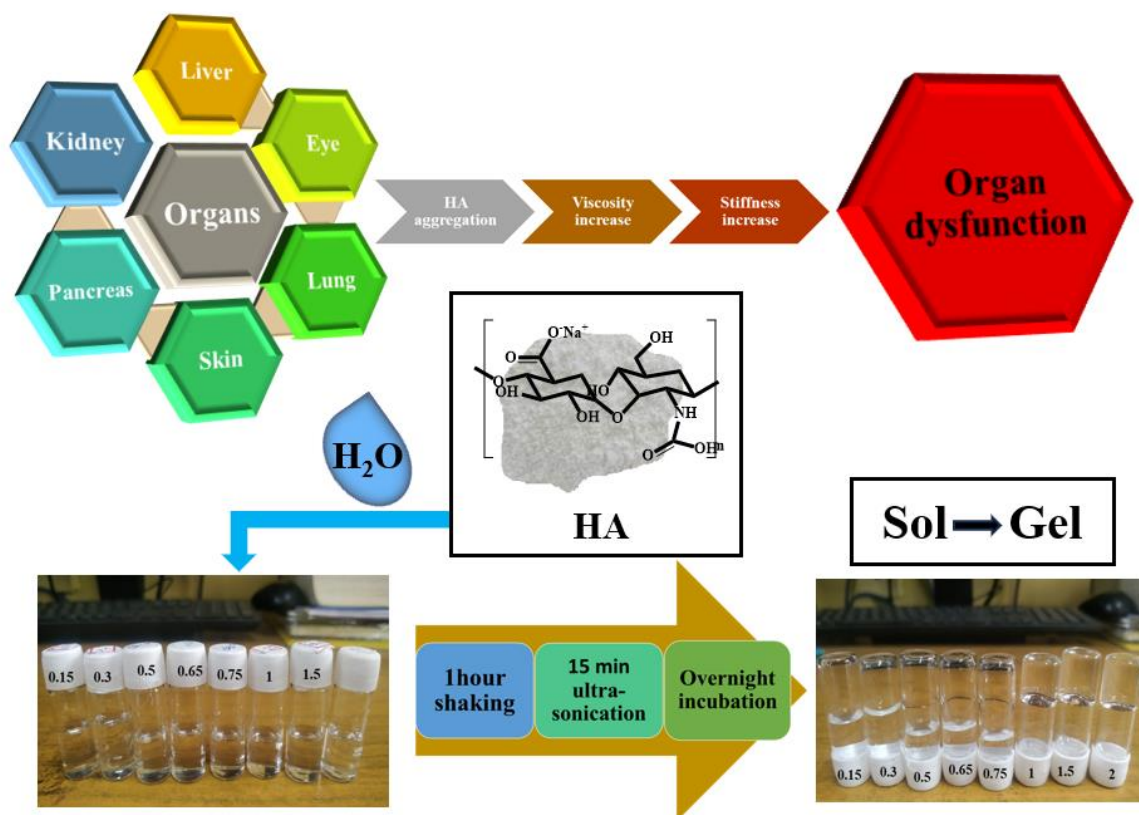 Liver
Kidney
Eye
Organs
Pancreas
Lung
Skin
HA
aggregation
Viscosity
increase
Stiffness
increase
Organ
dysfunction
H₂O
O⁻Na⁺
O
O
OH
OH
O
HO
O
OH
NH
O
OHⁿ
HA
Sol → Gel
0.15 0.3 0.5 0.65 0.75 1 1.5
1hour
shaking
15 min
ultra-
sonication
Overnight
incubation
0.15 0.3 0.5 0.65 0.75 1 1.5 2